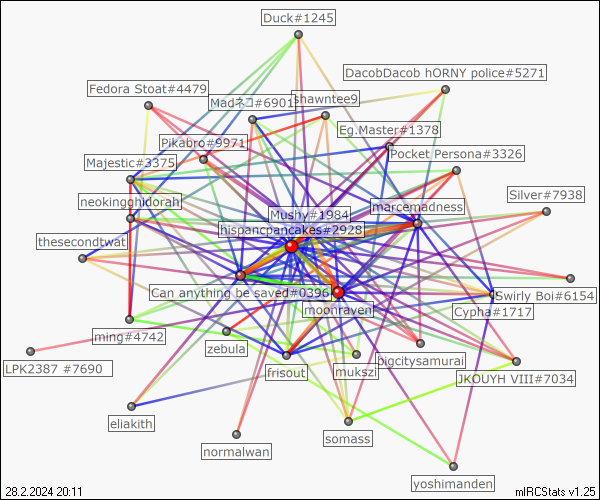 Duck#1245
DacobDacob hORNY police#5271
Fedora Stoat#4479
Madネコ#6901
shawntee9
Eg.Master#1378
Pikabro#9971
Pocket Persona#3326
Majestic#3375
Silver#7938
neokingghidorah
Mushy#1984
marcemadness
hispancpancakes#2928
thesecondtwat
Can anything be saved#0396
Swirly Boi#6154
moonraven
Cypha#1717
ming#4742
zebula
bigcitysamurai
LPK2387 #7690
frisout
mukszi
JKOUYH VIII#7034
eliakith
somass
normalwan
yoshimanden
28.2.2024 20:11
mIRCStats v1.25